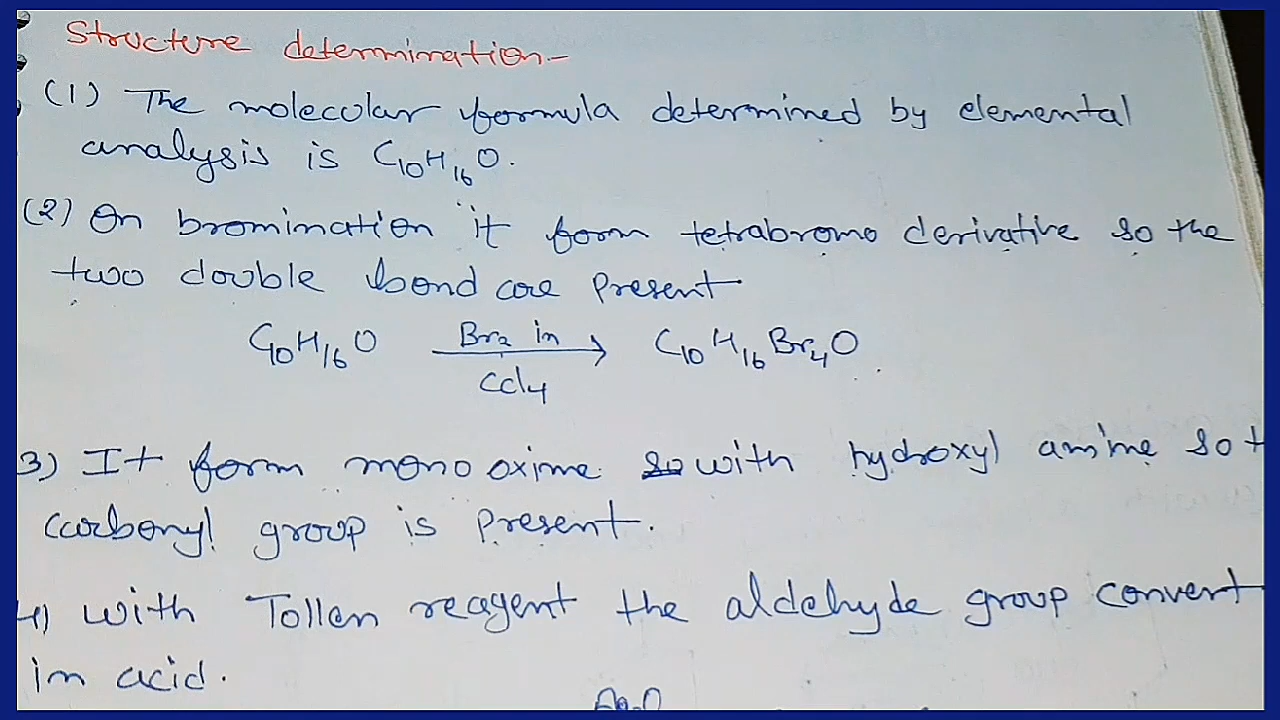 Structure determination-
(1) The molecular formula determined by elemental
analysis is C₁₀H₁₆O.
(2) On bromination it form tetrabromo derivative so the
two double bond are present
C₁₀H₁₆O Br₂ in CCl₄ → C₁₀H₁₆Br₄O
3) It form mono oxime with hydroxyl amine so t
carbonyl group is present.
4) with Tollen reagent the aldehyde group convert
in acid.